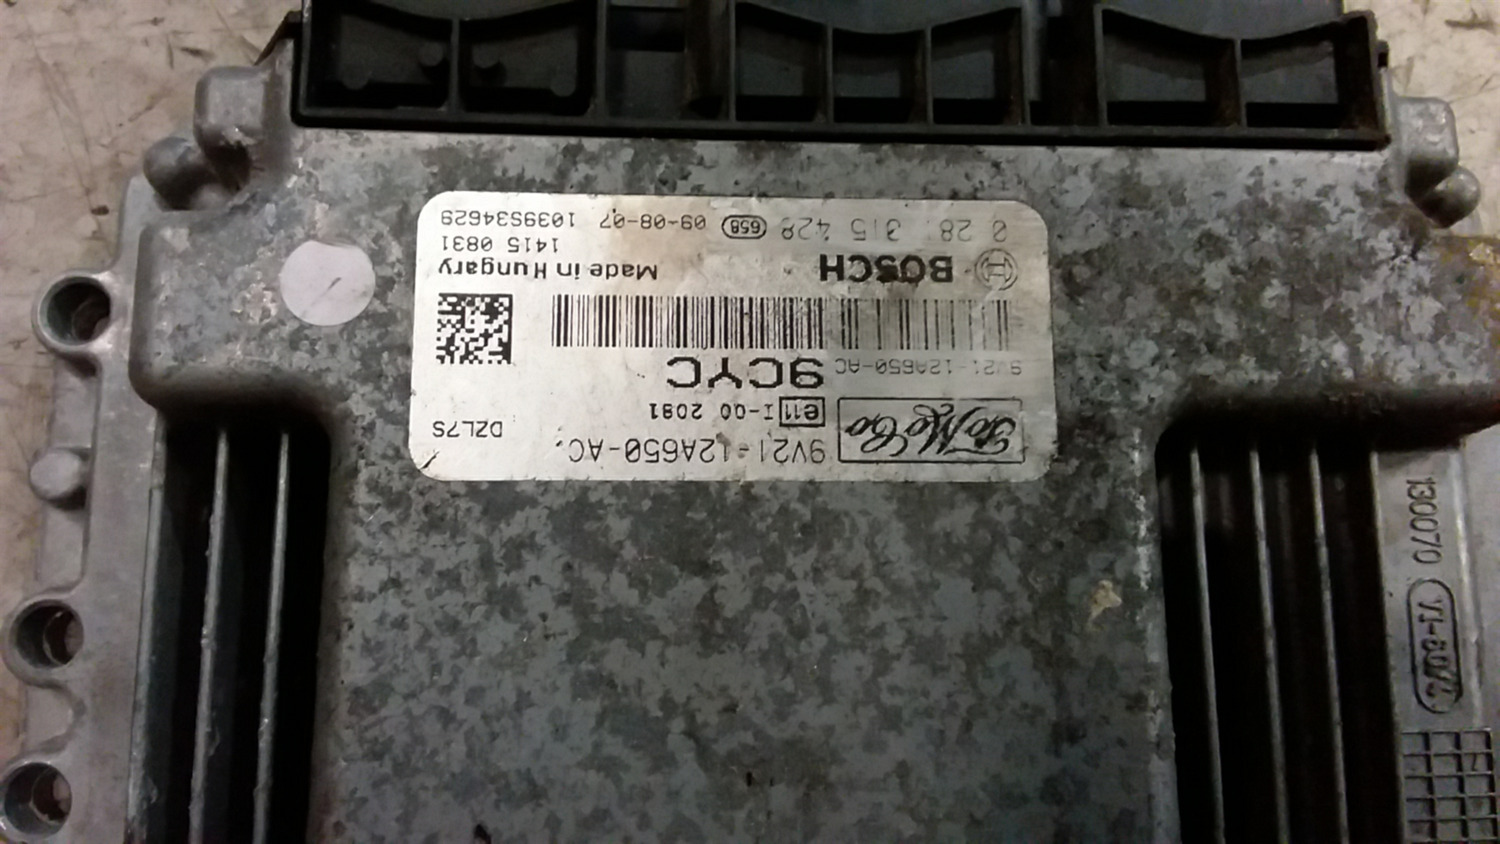 FoMoCo
9V21-12A650-AC.
e11 I-00 2081
DZL7S
9V21-12A650-AC
9CYC
BOSCH
Made in Hungary
1415 0831
0 28 315 428 658 09-08-07 1039S34629
130070